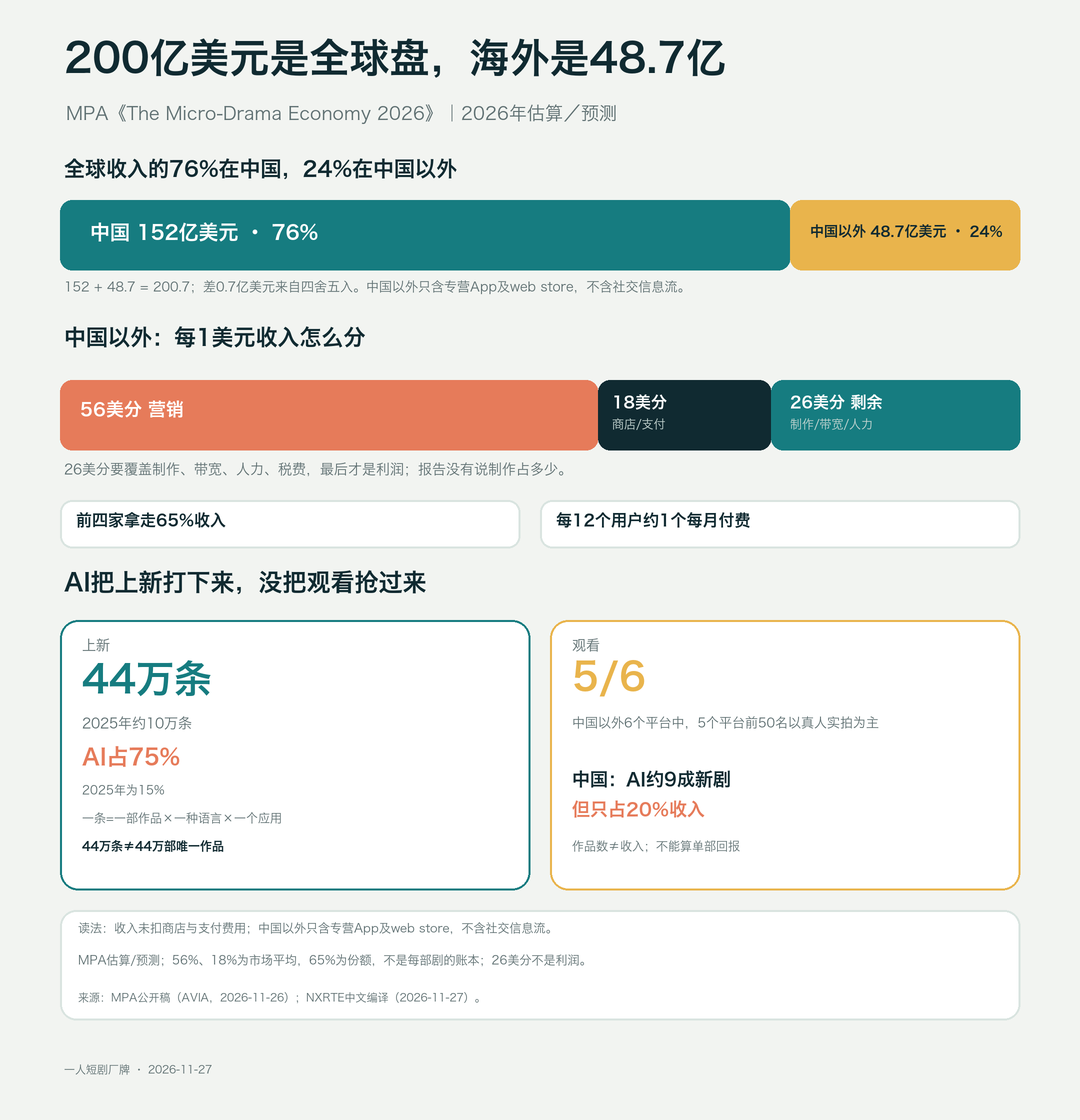 200亿美元是全球盘，海外是48.7亿
MPA《The Micro-Drama Economy 2026》｜2026年估算／预测
全球收入的76%在中国，24%在中国以外
中国 152亿美元 · 76%
中国以外 48.7亿美元 · 24%
152 + 48.7 = 200.7；差0.7亿美元来自四舍五入。中国以外只含专营App及web store，不含社交信息流。
中国以外：每1美元收入怎么分
56美分 营销
18美分
商店/支付
26美分 剩余
制作/带宽/人力
26美分要覆盖制作、带宽、人力、税费，最后才是利润；报告没有说制作占多少。
前四家拿走65%收入
每12个用户约1个每月付费
AI把上新打下来，没把观看抢过来
上新
44万条
2025年约10万条
AI占75%
2025年为15%
一条=一部作品×一种语言×一个应用
44万条≠44万部唯一作品
观看
5/6
中国以外6个平台中，5个平台前50名以真人实拍为主
中国：AI约9成新剧
但只占20%收入
作品数≠收入；不能算单部回报
读法：收入未扣商店与支付费用；中国以外只含专营App及web store，不含社交信息流。
MPA估算/预测；56%、18%为市场平均，65%为份额，不是每部剧的账本；26美分不是利润。
来源：MPA公开稿（AVIA，2026-11-26）；NXRTE中文编译（2026-11-27）。
一人短剧厂牌 · 2026-11-27